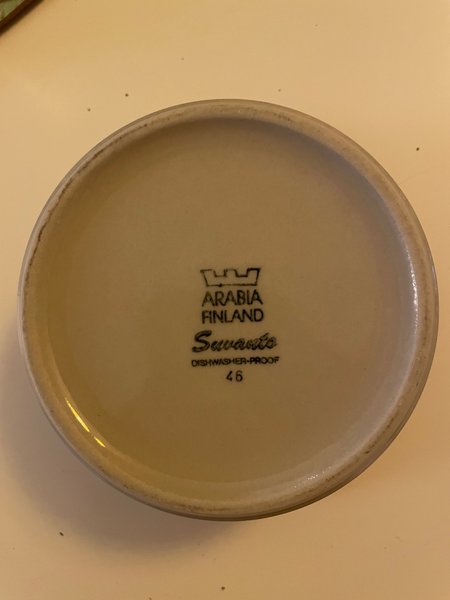 ARABIA
FINLAND
Suvanto
DISHWASHER-PROOF
46